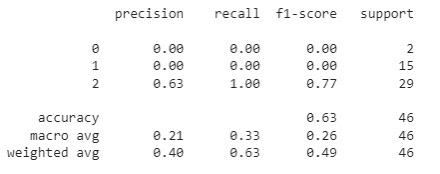 precision recall f1-score support
0 0.00 0.00 0.00 2
1 0.00 0.00 0.00 15
2 0.63 1.00 0.77 29
accuracy 0.63 46
macro avg 0.21 0.33 0.26 46
weighted avg 0.40 0.63 0.49 46